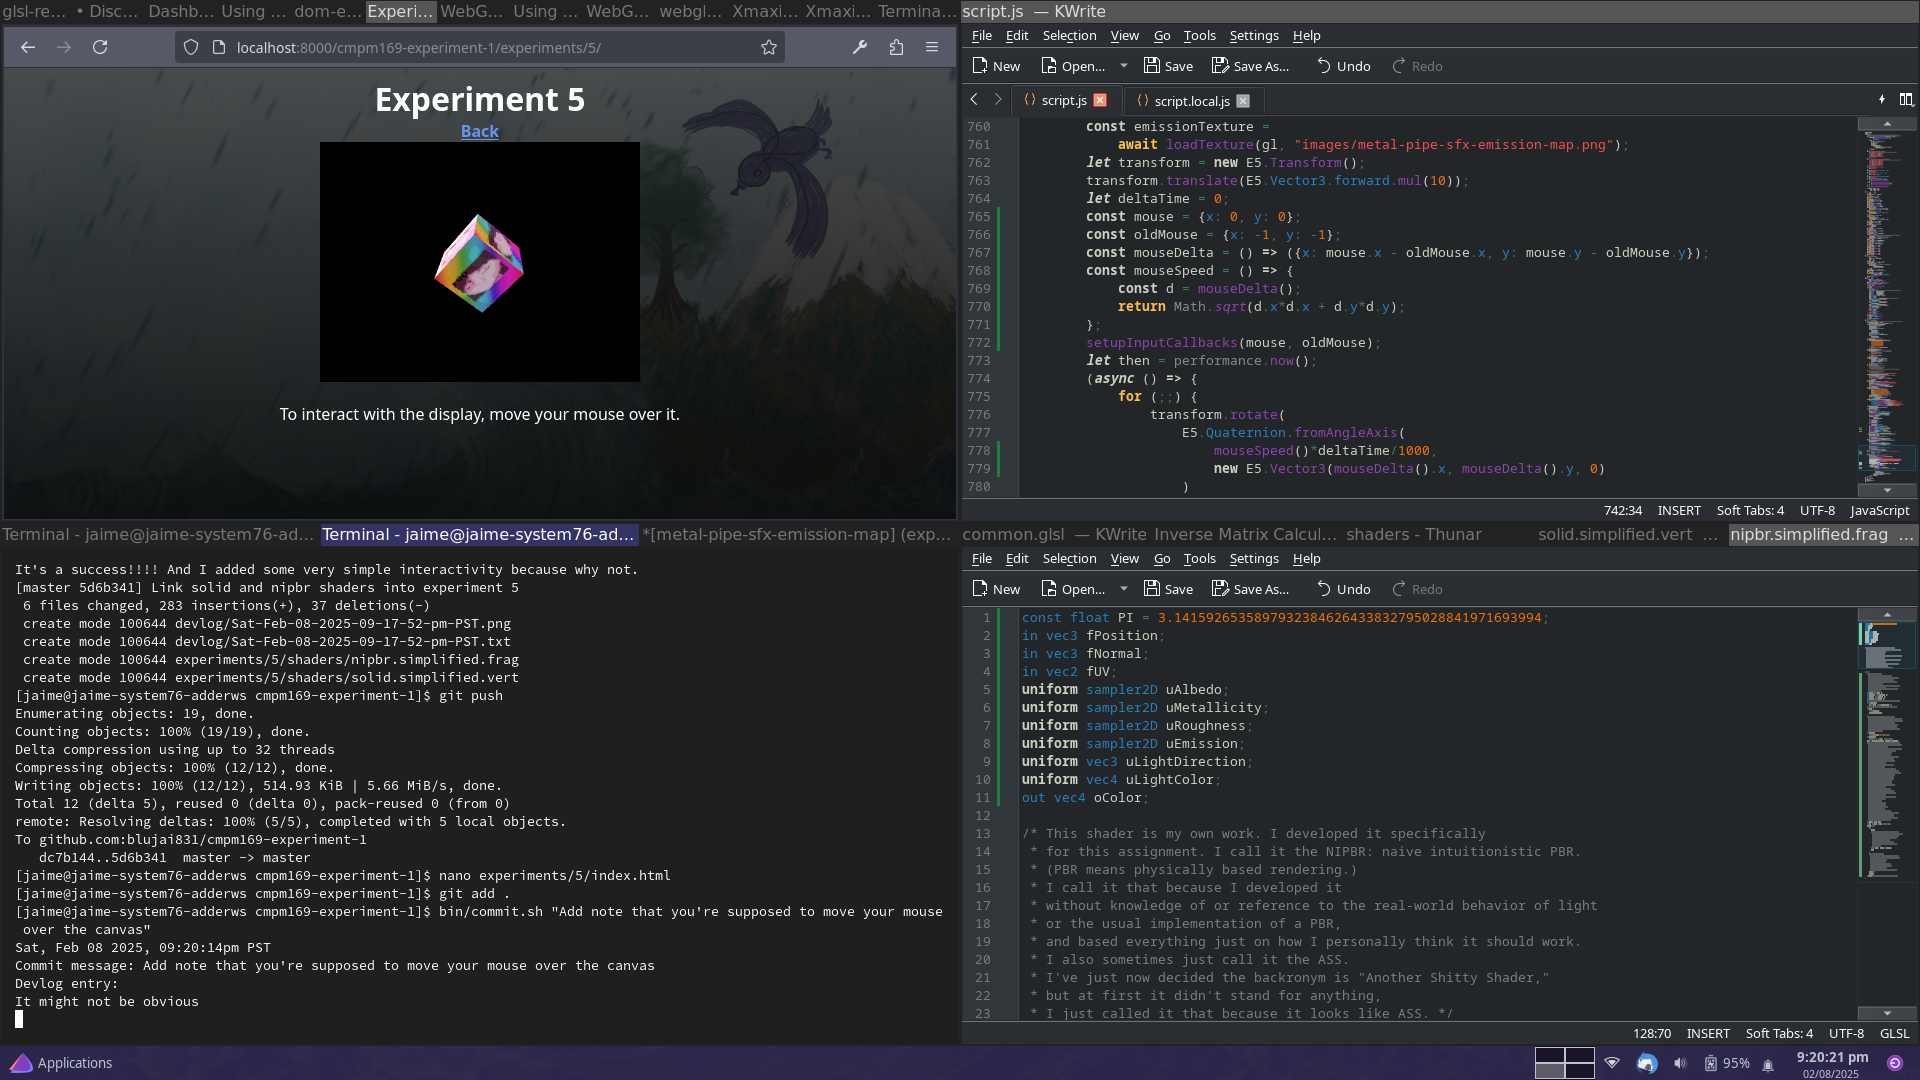 glsl-re... • Disc... Dashb... Using ... dom-e... Experi... WebG... Using ... WebG... webgl... Xmaxi... Xmaxi... Termina...
localhost:8000/cmpm169-experiment-1/experiments/5/
Experiment 5
Back
To interact with the display, move your mouse over it.
script.js — KWrite
File Edit Selection View Go Tools Settings Help
New Open... Save Save As... Undo Redo
script.js script.local.js
760 const emissionTexture =
761 await loadTexture(gl, "images/metal-pipe-sfx-emission-map.png");
762 let transform = new E5.Transform();
763 transform.translate(E5.Vector3.forward.mul(10));
764 let deltaTime = 0;
765 const mouse = {x: 0, y: 0};
766 const oldMouse = {x: -1, y: -1};
767 const mouseDelta = () => ({x: mouse.x - oldMouse.x, y: mouse.y - oldMouse.y});
768 const mouseSpeed = () => {
769 const d = mouseDelta();
770 return Math.sqrt(d.x*d.x + d.y*d.y);
771 };
772 setupInputCallbacks(mouse, oldMouse);
773 let then = performance.now();
774 (async () => {
775 for (;;) {
776 transform.rotate(
777 E5.Quaternion.fromAngleAxis(
778 mouseSpeed()*deltaTime/1000,
779 new E5.Vector3(mouseDelta().x, mouseDelta().y, 0)
780 )
742:34 INSERT Soft Tabs: 4 UTF-8 JavaScript
Terminal - jaime@jaime-system76-ad... Terminal - jaime@jaime-system76-ad... *[metal-pipe-sfx-emission-map] (exp...
It's a success!!!! And I added some very simple interactivity because why not.
[master 5d6b341] Link solid and nipbr shaders into experiment 5
6 files changed, 283 insertions(+), 37 deletions(-)
create mode 100644 devlog/Sat-Feb-08-2025-09-17-52-pm-PST.png
create mode 100644 devlog/Sat-Feb-08-2025-09-17-52-pm-PST.txt
create mode 100644 experiments/5/shaders/nipbr.simplified.frag
create mode 100644 experiments/5/shaders/solid.simplified.vert
[jaime@jaime-system76-adderws cmpm169-experiment-1]$ git push
Enumerating objects: 19, done.
Counting objects: 100% (19/19), done.
Delta compression using up to 32 threads
Compressing objects: 100% (12/12), done.
Writing objects: 100% (12/12), 514.93 KiB | 5.66 MiB/s, done.
Total 12 (delta 5), reused 0 (delta 0), pack-reused 0 (from 0)
remote: Resolving deltas: 100% (5/5), completed with 5 local objects.
To github.com:blujai831/cmpm169-experiment-1
dc7b144..5d6b341 master -> master
[jaime@jaime-system76-adderws cmpm169-experiment-1]$ nano experiments/5/index.html
[jaime@jaime-system76-adderws cmpm169-experiment-1]$ git add .
[jaime@jaime-system76-adderws cmpm169-experiment-1]$ bin/commit.sh "Add note that you're supposed to move your mouse
over the canvas"
Sat, Feb 08 2025, 09:20:14pm PST
Commit message: Add note that you're supposed to move your mouse over the canvas
Devlog entry:
It might not be obvious
common.glsl — KWrite Inverse Matrix Calcul... shaders - Thunar solid.simplified.vert ... nipbr.simplified.frag ...
File Edit Selection View Go Tools Settings Help
New Open... Save Save As... Undo Redo
1 const float PI = 3.1415926535897932384626433832795028841971693994;
2 in vec3 fPosition;
3 in vec3 fNormal;
4 in vec2 fUV;
5 uniform sampler2D uAlbedo;
6 uniform sampler2D uMetallicity;
7 uniform sampler2D uRoughness;
8 uniform sampler2D uEmission;
9 uniform vec3 uLightDirection;
10 uniform vec4 uLightColor;
11 out vec4 oColor;
12
13 /* This shader is my own work. I developed it specifically
14 * for this assignment. I call it the NIPBR: naive intuitionistic PBR.
15 * (PBR means physically based rendering.)
16 * I call it that because I developed it
17 * without knowledge of or reference to the real-world behavior of light
18 * or the usual implementation of a PBR,
19 * and based everything just on how I personally think it should work.
20 * I also sometimes just call it the ASS.
21 * I've just now decided the backronym is "Another Shitty Shader,"
22 * but at first it didn't stand for anything,
23 * I just called it that because it looks like ASS. */
128:70 INSERT Soft Tabs: 4 UTF-8 GLSL
Applications
95%
9:20:21 pm
02/08/2025